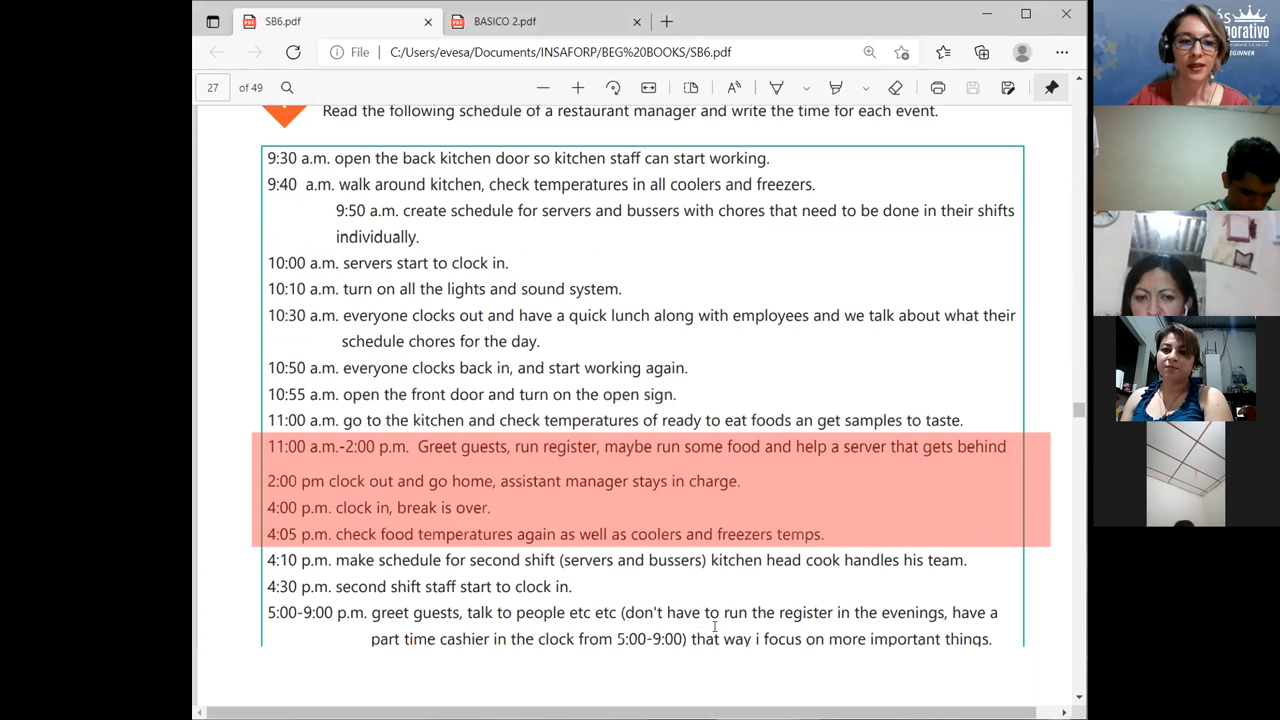 SB6.pdf
BASICO 2.pdf
File
C:/Users/evesa/Documents/INSAFORP/BEG%20BOOKS/SB6.pdf
27 of 49
Read the following schedule of a restaurant manager and write the time for each event.
9:30 a.m. open the back kitchen door so kitchen staff can start working.
9:40 a.m. walk around kitchen, check temperatures in all coolers and freezers.
9:50 a.m. create schedule for servers and bussers with chores that need to be done in their shifts
individually.
10:00 a.m. servers start to clock in.
10:10 a.m. turn on all the lights and sound system.
10:30 a.m. everyone clocks out and have a quick lunch along with employees and we talk about what their
schedule chores for the day.
10:50 a.m. everyone clocks back in, and start working again.
10:55 a.m. open the front door and turn on the open sign.
11:00 a.m. go to the kitchen and check temperatures of ready to eat foods an get samples to taste.
11:00 a.m.-2:00 p.m. Greet guests, run register, maybe run some food and help a server that gets behind
2:00 pm clock out and go home, assistant manager stays in charge.
4:00 p.m. clock in, break is over.
4:05 p.m. check food temperatures again as well as coolers and freezers temps.
4:10 p.m. make schedule for second shift (servers and bussers) kitchen head cook handles his team.
4:30 p.m. second shift staff start to clock in.
5:00-9:00 p.m. greet guests, talk to people etc etc (don't have to run the register in the evenings, have a
part time cashier in the clock from 5:00-9:00) that way i focus on more important things.